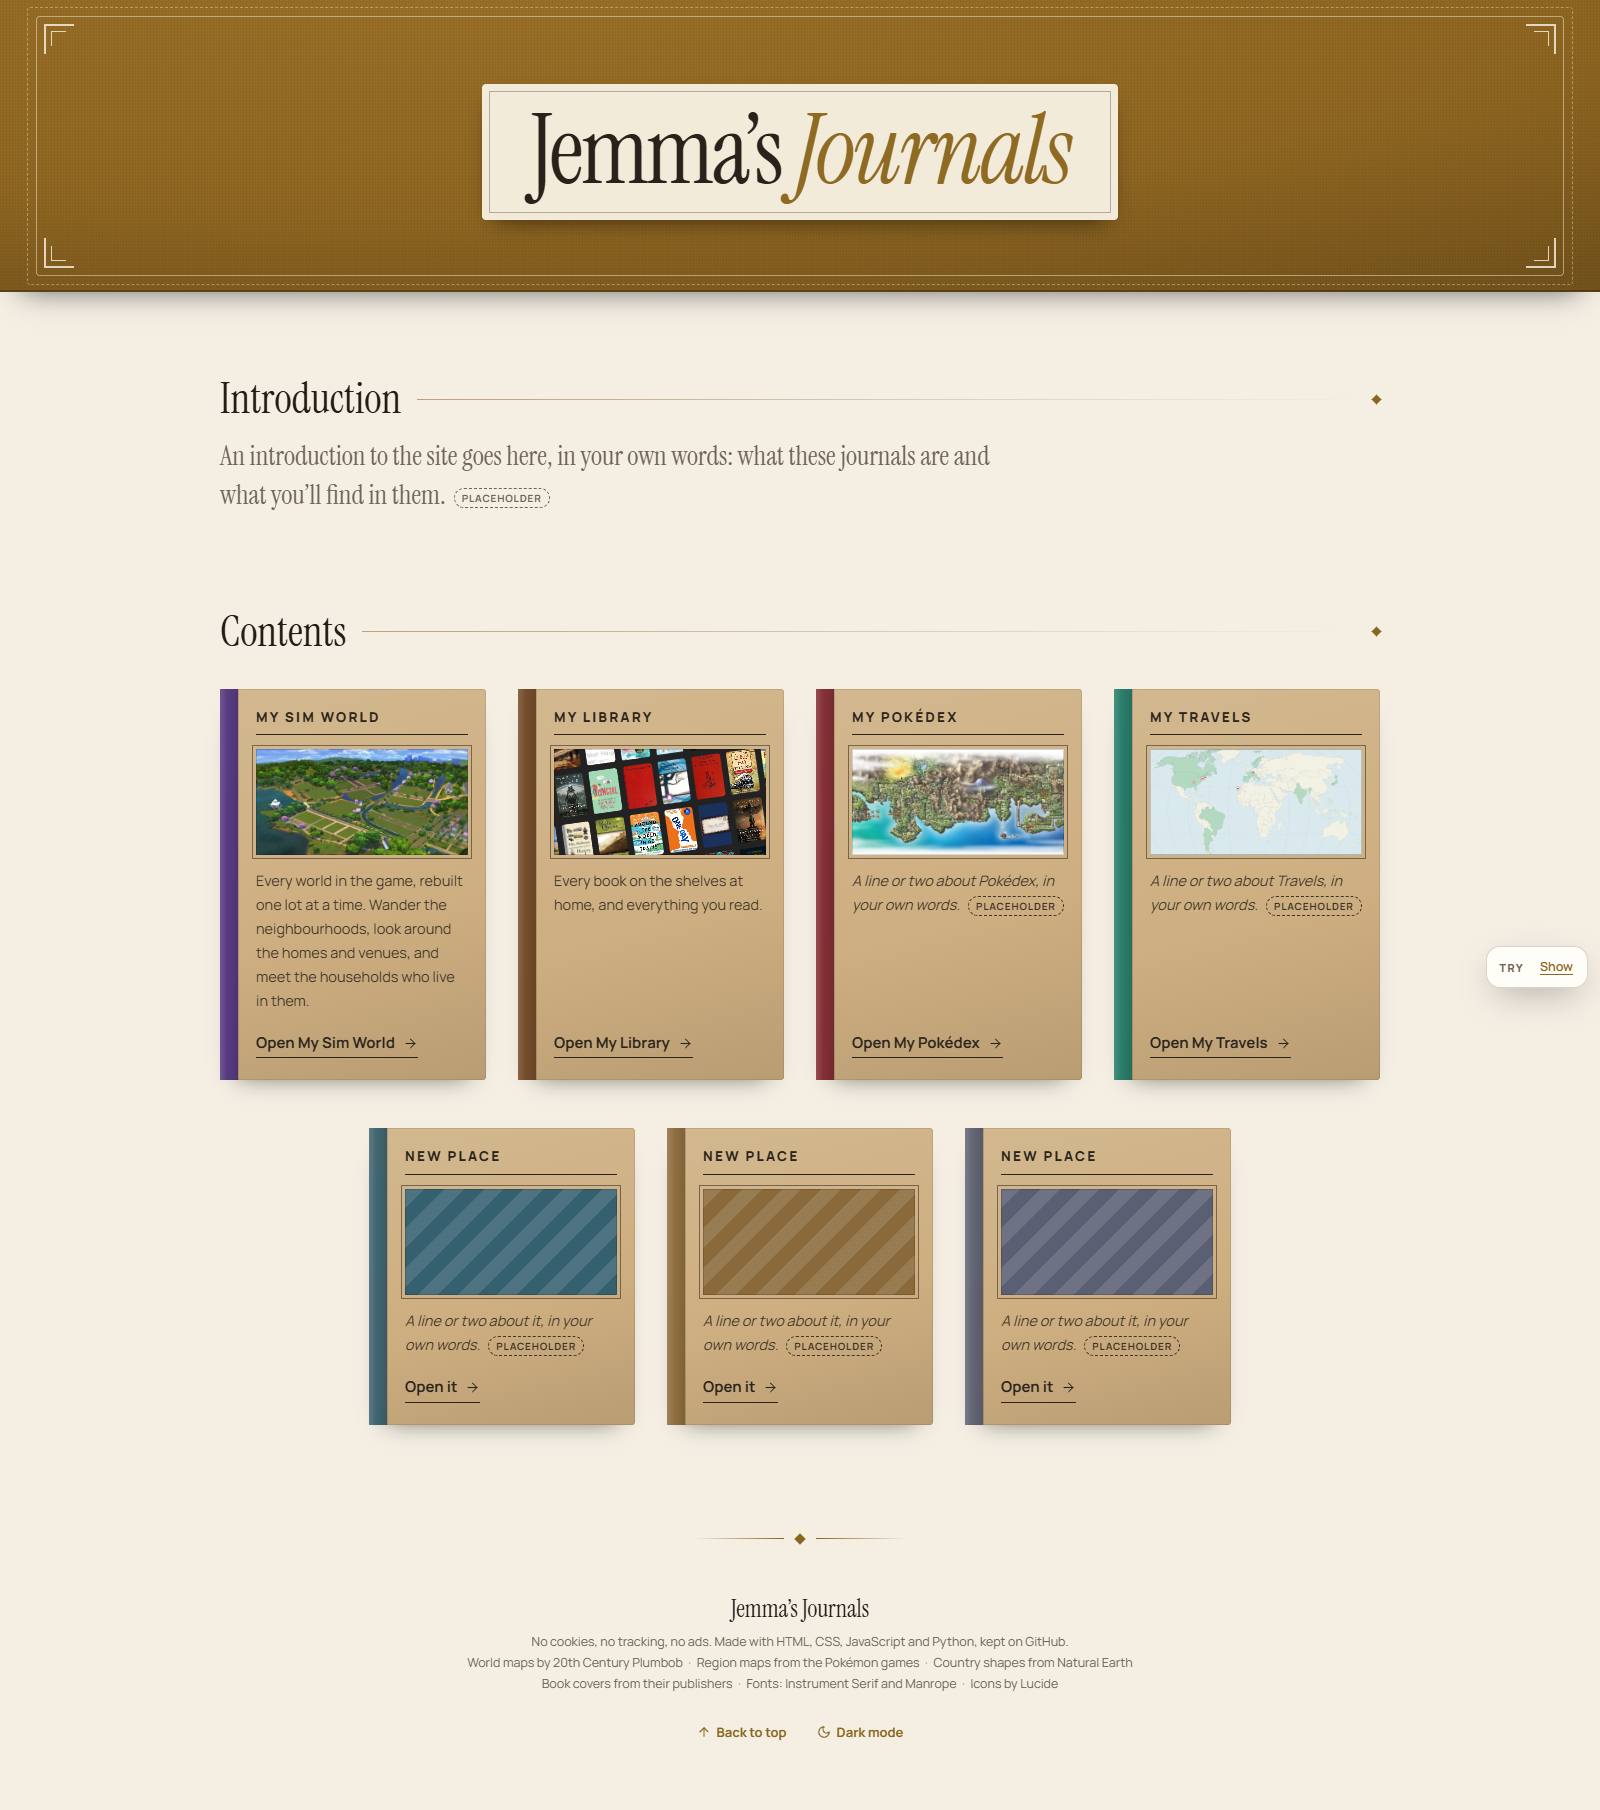 Jemma’s Journals
Introduction
An introduction to the site goes here, in your own words: what these journals are and
what you’ll find in them. PLACEHOLDER
Contents
MY SIM WORLD
Every world in the game, rebuilt
one lot at a time. Wander the
neighbourhoods, look around
the homes and venues, and
meet the households who live
in them.
Open My Sim World →
MY LIBRARY
Every book on the shelves at
home, and everything you read.
Open My Library →
MY POKÉDEX
A line or two about Pokédex, in
your own words. PLACEHOLDER
Open My Pokédex →
MY TRAVELS
A line or two about Travels, in
your own words. PLACEHOLDER
Open My Travels →
TRY Show
NEW PLACE
A line or two about it, in your
own words. PLACEHOLDER
Open it →
NEW PLACE
A line or two about it, in your
own words. PLACEHOLDER
Open it →
NEW PLACE
A line or two about it, in your
own words. PLACEHOLDER
Open it →
Jemma’s Journals
No cookies, no tracking, no ads. Made with HTML, CSS, JavaScript and Python, kept on GitHub.
World maps by 20th Century Plumbob · Region maps from the Pokémon games · Country shapes from Natural Earth
Book covers from their publishers · Fonts: Instrument Serif and Manrope · Icons by Lucide
↑ Back to top Dark mode